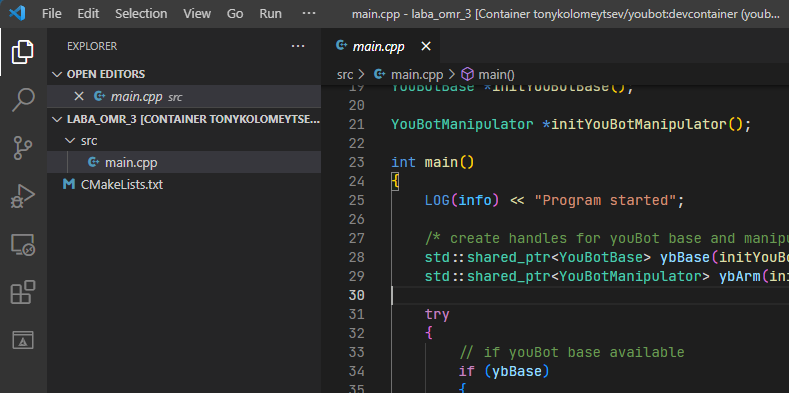 File Edit Selection View Go Run ··· main.cpp - laba_omr_3 [Container tonykolomeytsev/youbot:devcontainer (youb...
EXPLORER ···
OPEN EDITORS
main.cpp src
LABA_OMR_3 [CONTAINER TONYKOLOMEYTSE...
src
main.cpp
CMakeLists.txt
main.cpp
src > main.cpp > main()
19 YouBotBase *initYouBotBase();
20
21 YouBotManipulator *initYouBotManipulator();
22
23 int main()
24 {
25 LOG(info) << "Program started";
26
27 /* create handles for youBot base and manipu
28 std::shared_ptr<YouBotBase> ybBase(initYouBo
29 std::shared_ptr<YouBotManipulator> ybArm(ini
30
31 try
32 {
33 // if youBot base available
34 if (ybBase)
35 {